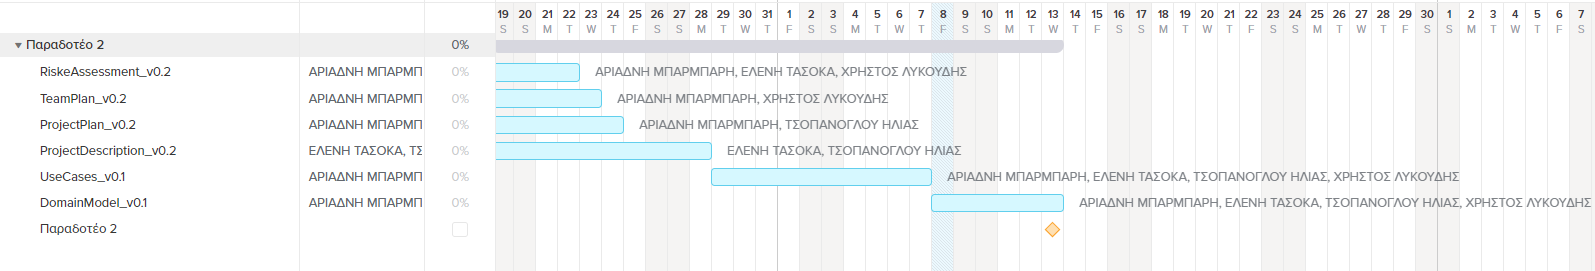 19 20 21 22 23 24 25 26 27 28 29 30 31 1 2 3 4 5 6 7 8 9 10 11 12 13 14 15 16 17 18 19 20 21 22 23 24 25 26 27 28 29 30 1 2 3 4 5 6 7
S S M T W T F S S M T W T F S S M T W T F S S M T W T F S S M T W T F S S M T W T F S S M T W T F S
Παραδοτέο 2 0%
RiskeAssessment_v0.2 ΑΡΙΑΔΝΗ ΜΠΑΡΜΠ 0% ΑΡΙΑΔΝΗ ΜΠΑΡΜΠΑΡΗ, ΕΛΕΝΗ ΤΑΣΟΚΑ, ΧΡΗΣΤΟΣ ΛΥΚΟΥΔΗΣ
TeamPlan_v0.2 ΑΡΙΑΔΝΗ ΜΠΑΡΜΠ 0% ΑΡΙΑΔΝΗ ΜΠΑΡΜΠΑΡΗ, ΧΡΗΣΤΟΣ ΛΥΚΟΥΔΗΣ
ProjectPlan_v0.2 ΑΡΙΑΔΝΗ ΜΠΑΡΜΠ 0% ΑΡΙΑΔΝΗ ΜΠΑΡΜΠΑΡΗ, ΤΣΟΠΑΝΟΓΛΟΥ ΗΛΙΑΣ
ProjectDescription_v0.2 ΕΛΕΝΗ ΤΑΣΟΚΑ, ΤΣ 0% ΕΛΕΝΗ ΤΑΣΟΚΑ, ΤΣΟΠΑΝΟΓΛΟΥ ΗΛΙΑΣ
UseCases_v0.1 ΑΡΙΑΔΝΗ ΜΠΑΡΜΠ 0% ΑΡΙΑΔΝΗ ΜΠΑΡΜΠΑΡΗ, ΕΛΕΝΗ ΤΑΣΟΚΑ, ΤΣΟΠΑΝΟΓΛΟΥ ΗΛΙΑΣ, ΧΡΗΣΤΟΣ ΛΥΚΟΥΔΗΣ
DomainModel_v0.1 ΑΡΙΑΔΝΗ ΜΠΑΡΜΠ 0% ΑΡΙΑΔΝΗ ΜΠΑΡΜΠΑΡΗ, ΕΛΕΝΗ ΤΑΣΟΚΑ, ΤΣΟΠΑΝΟΓΛΟΥ ΗΛΙΑΣ, ΧΡΗΣΤΟΣ ΛΥΚΟΥΔΗΣ
Παραδοτέο 2